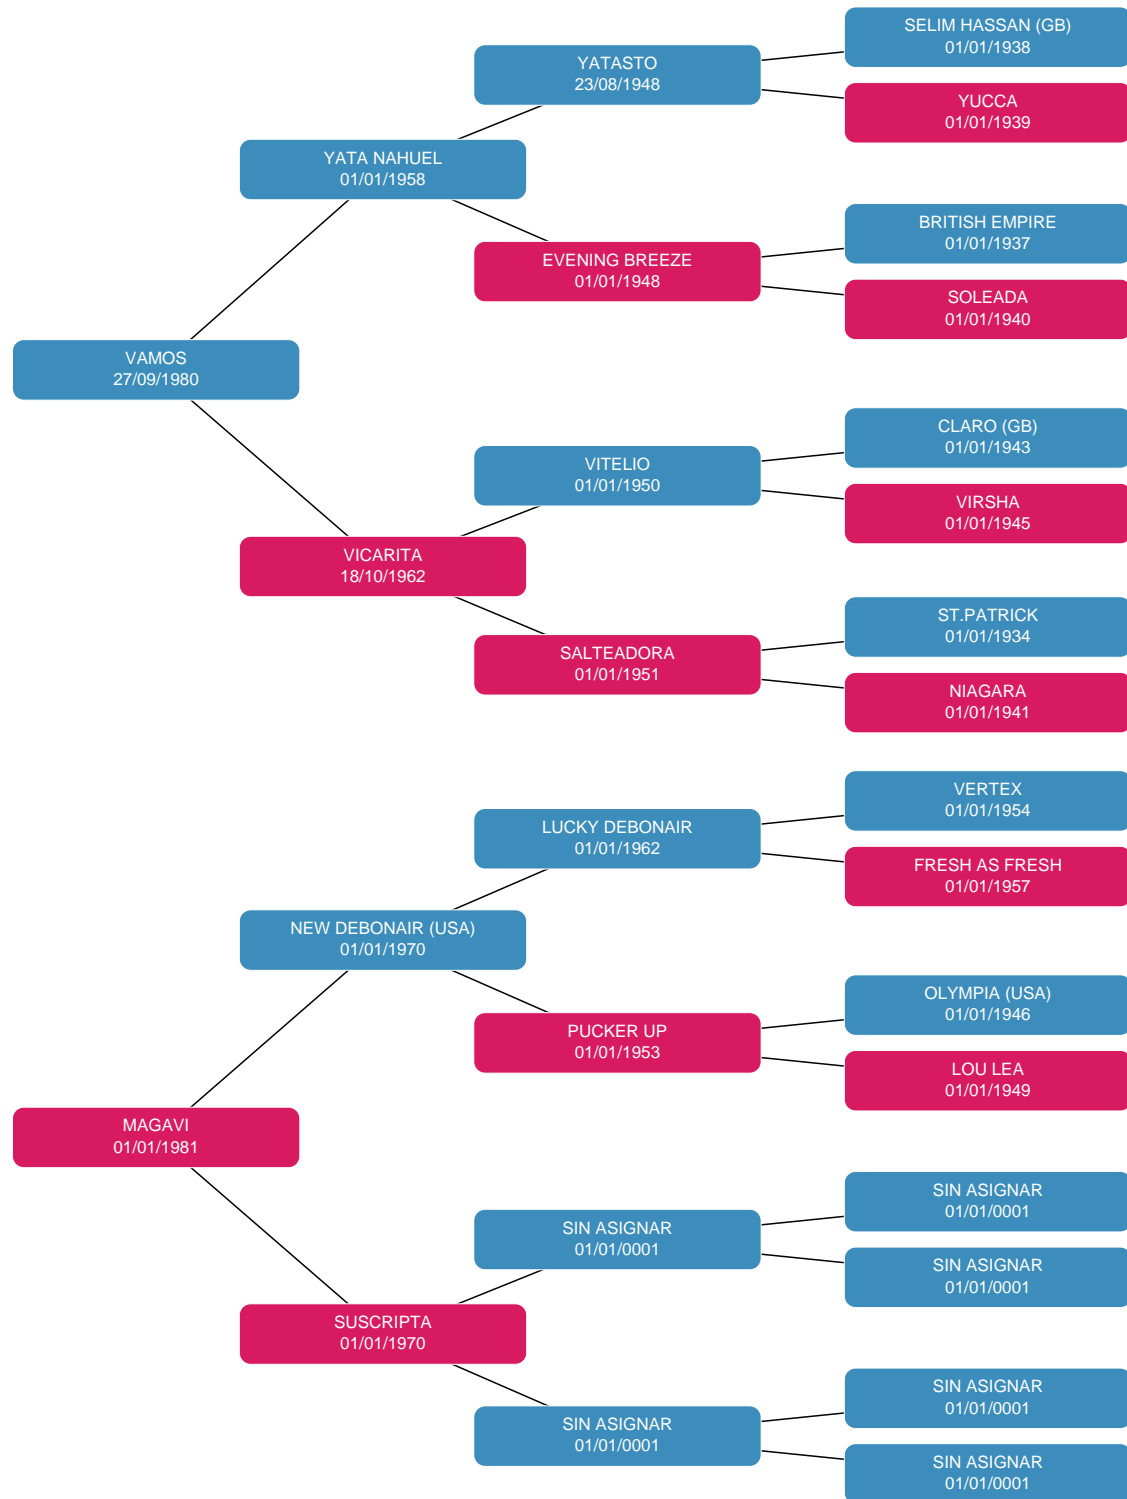 SELIM HASSAN (GB)
01/01/1938
YATASTO
23/08/1948
YUCCA
01/01/1939
YATA NAHUEL
01/01/1958
BRITISH EMPIRE
01/01/1937
EVENING BREEZE
01/01/1948
SOLEADA
01/01/1940
VAMOS
27/09/1980
CLARO (GB)
01/01/1943
VITELIO
01/01/1950
VIRSHA
01/01/1945
VICARITA
18/10/1962
ST.PATRICK
01/01/1934
SALTEADORA
01/01/1951
NIAGARA
01/01/1941
VERTEX
01/01/1954
LUCKY DEBONAIR
01/01/1962
FRESH AS FRESH
01/01/1957
NEW DEBONAIR (USA)
01/01/1970
OLYMPIA (USA)
01/01/1946
PUCKER UP
01/01/1953
LOU LEA
01/01/1949
MAGAVI
01/01/1981
SIN ASIGNAR
01/01/0001
SIN ASIGNAR
01/01/0001
SIN ASIGNAR
01/01/0001
SUSCRIPTA
01/01/1970
SIN ASIGNAR
01/01/0001
SIN ASIGNAR
01/01/0001
SIN ASIGNAR
01/01/0001